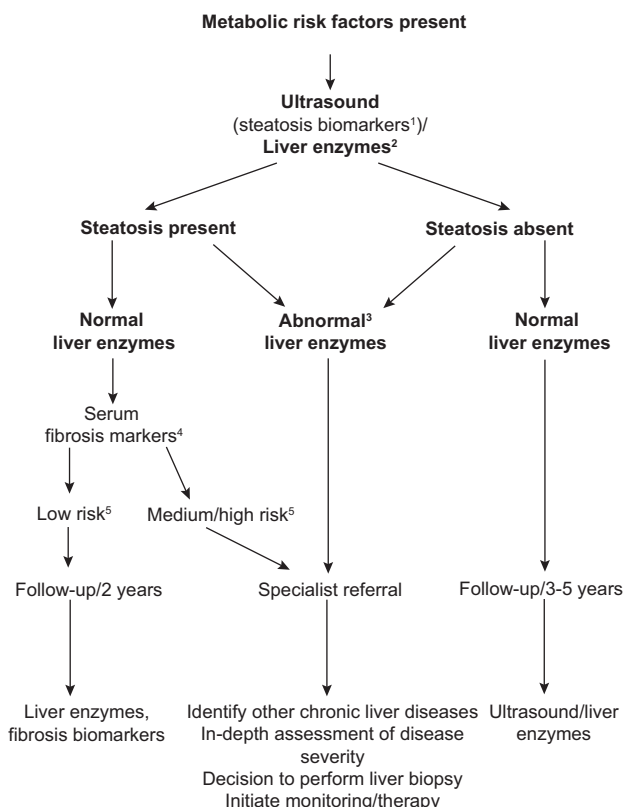 Metabolic risk factors present
Ultrasound
(steatosis biomarkers¹)/
Liver enzymes²
Steatosis present
Steatosis absent
Normal
liver enzymes
Abnormal³
liver enzymes
Normal
liver enzymes
Serum
fibrosis markers⁴
Low risk⁵
Medium/high risk⁵
Follow-up/2 years
Specialist referral
Follow-up/3-5 years
Liver enzymes,
fibrosis biomarkers
Identify other chronic liver diseases
In-depth assessment of disease
severity
Decision to perform liver biopsy
Initiate monitoring/therapy
Ultrasound/liver
enzymes